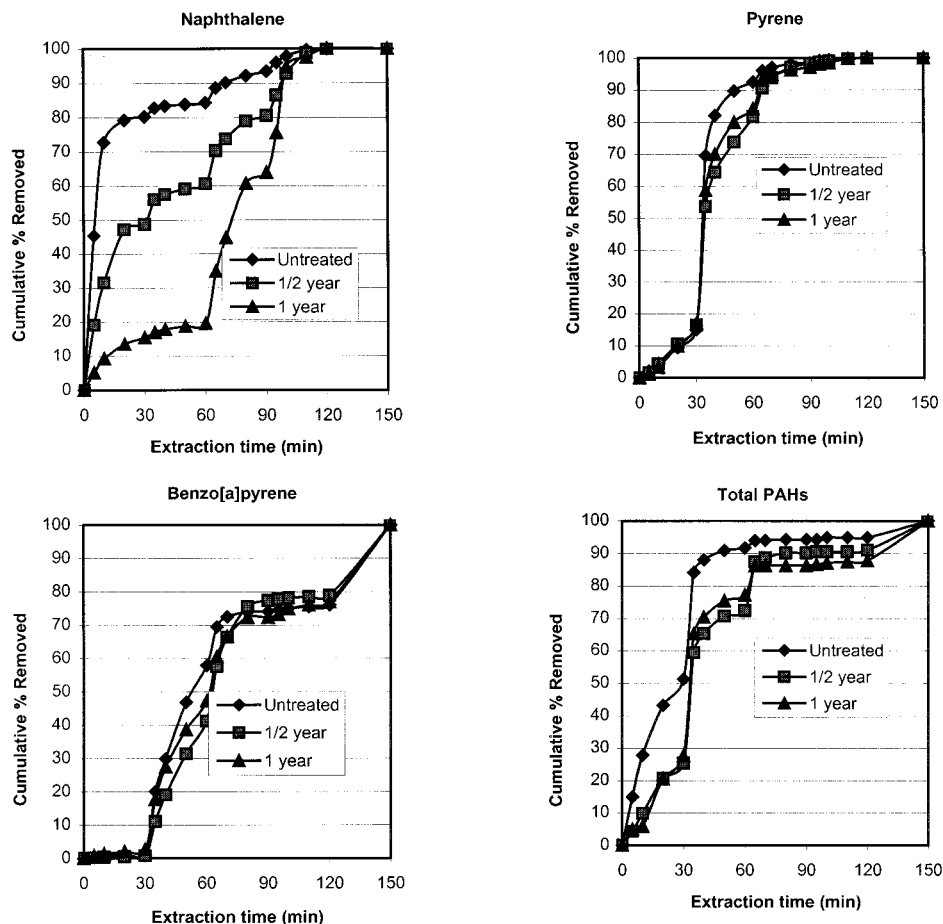 Naphthalene
Cumulative % Removed
100
90
80
70
60
50
40
30
20
10
0
Untreated
1/2 year
1 year
0 30 60 90 120 150
Extraction time (min)
Pyrene
Cumulative % Removed
100
90
80
70
60
50
40
30
20
10
0
Untreated
1/2 year
1 year
0 30 60 90 120 150
Extraction time (min)
Benzo[a]pyrene
Cumulative % Removed
100
90
80
70
60
50
40
30
20
10
0
Untreated
1/2 year
1 year
0 30 60 90 120 150
Extraction time (min)
Total PAHs
Cumulative % Removed
100
90
80
70
60
50
40
30
20
10
0
Untreated
1/2 year
1 year
0 30 60 90 120 150
Extraction time (min)